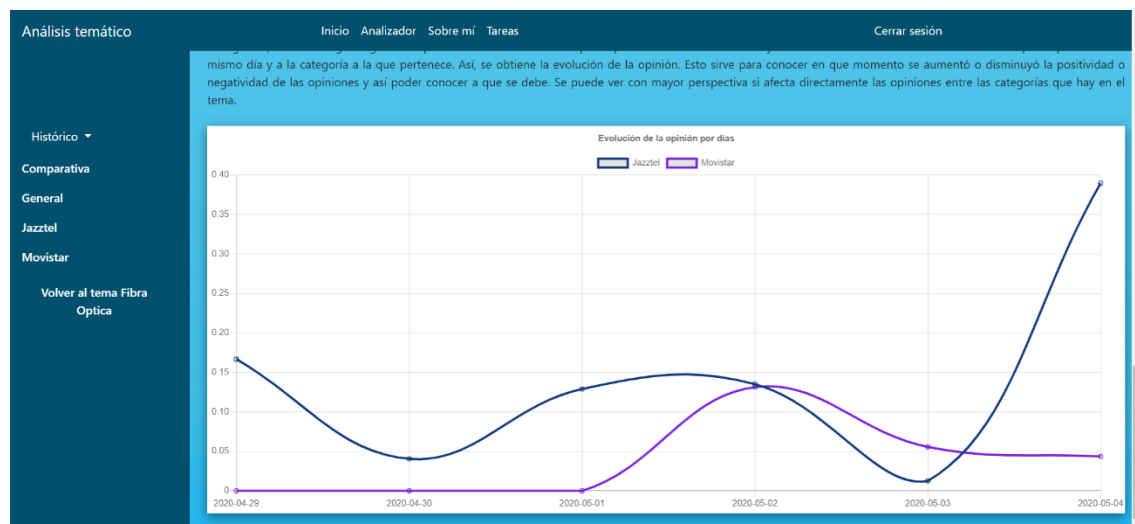 Análisis temático
Inicio Analizador Sobre mí Tareas
Cerrar sesión
mismo día y a la categoría a la que pertenece. Así, se obtiene la evolución de la opinión. Esto sirve para conocer en que momento se aumentó o disminuyó la positividad o
negatividad de las opiniones y así poder conocer a que se debe. Se puede ver con mayor perspectiva si afecta directamente las opiniones entre las categorías que hay en el
tema.
Histórico
Comparativa
General
Jazztel
Movistar
Volver al tema Fibra
Optica
Evolución de la opinión por días
Jazztel Movistar
0.40
0.35
0.30
0.25
0.20
0.15
0.10
0.05
0
2020-04-29 2020-04-30 2020-05-01 2020-05-02 2020-05-03 2020-05-04